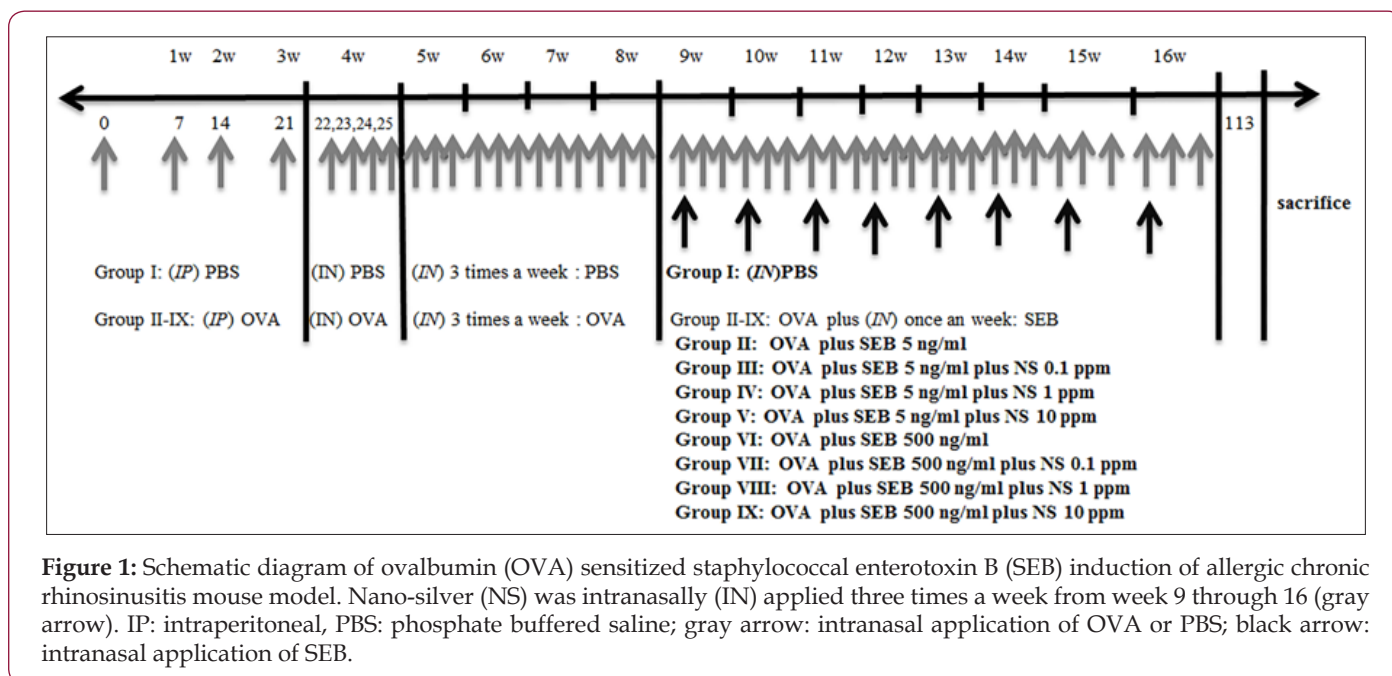 1w 2w 3w 4w 5w 6w 7w 8w 9w 10w 11w 12w 13w 14w 15w 16w
0 7 14 21 22,23,24,25 113
sacrifice
Group I: (IP) PBS (IN) PBS (IN) 3 times a week : PBS Group I: (IN)PBS
Group II-IX: (IP) OVA (IN) OVA (IN) 3 times a week : OVA Group II-IX: OVA plus (IN) once an week: SEB
Group II: OVA plus SEB 5 ng/ml
Group III: OVA plus SEB 5 ng/ml plus NS 0.1 ppm
Group IV: OVA plus SEB 5 ng/ml plus NS 1 ppm
Group V: OVA plus SEB 5 ng/ml plus NS 10 ppm
Group VI: OVA plus SEB 500 ng/ml
Group VII: OVA plus SEB 500 ng/ml plus NS 0.1 ppm
Group VIII: OVA plus SEB 500 ng/ml plus NS 1 ppm
Group IX: OVA plus SEB 500 ng/ml plus NS 10 ppm
Figure 1: Schematic diagram of ovalbumin (OVA) sensitized staphylococcal enterotoxin B (SEB) induction of allergic chronic
rhinosinusitis mouse model. Nano-silver (NS) was intranasally (IN) applied three times a week from week 9 through 16 (gray
arrow). IP: intraperitoneal, PBS: phosphate buffered saline; gray arrow: intranasal application of OVA or PBS; black arrow:
intranasal application of SEB.